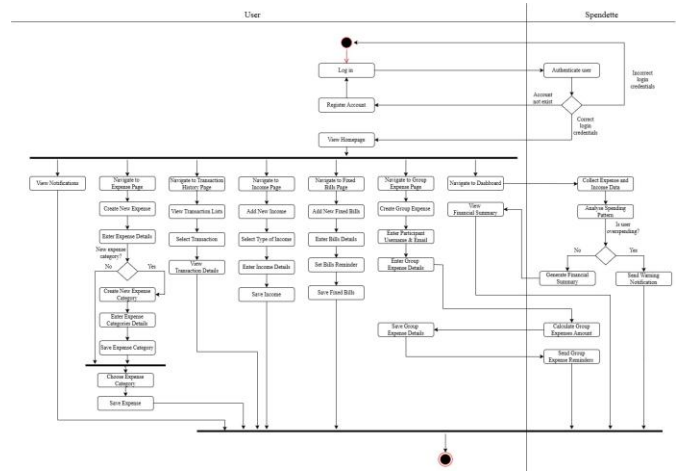 User
Spendette
Log in
Authenticate user
Incorrect
login
credentials
Register Account
Account
not exist
Correct
login
credentials
View Homepage
View Notifications
Navigate to
Expense Page
Navigate to Transaction
History Page
Navigate to
Income Page
Navigate to Fixed
Bills Page
Navigate to Group
Expense Page
Navigate to Dashboard
Collect Expense and
Income Data
Create New Expense
View Transaction Lists
Add New Income
Add New Fixed Bills
Create Group Expense
View
Financial Summary
Analyse Spending
Pattern
Enter Expense Details
Select Transaction
Select Type of Income
Enter Bills Details
Enter Participant
Username & Email
Is user
overspending?
New expense
category?
No
Yes
View
Transaction Details
Enter Income Details
Set Bills Reminder
Enter Group
Expense Details
No
Yes
Generate Financial
Summary
Send Warning
Notification
Create New Expense
Category
Save Income
Save Fixed Bills
Enter Expense
Categories Details
Save Group
Expense Details
Calculate Group
Expenses Amount
Save Expense Category
Send Group
Expense Reminders
Choose Expense
Category
Save Expense